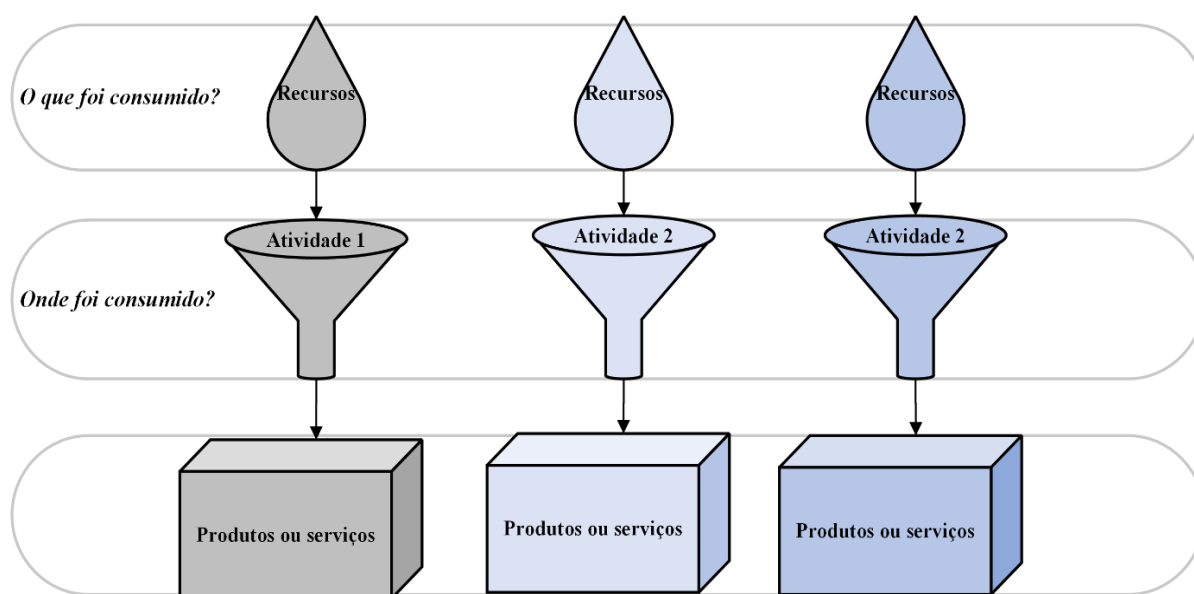 O que foi consumido?
Recursos
Recursos
Recursos
Onde foi consumido?
Atividade 1
Atividade 2
Atividade 2
Produtos ou serviços
Produtos ou serviços
Produtos ou serviços